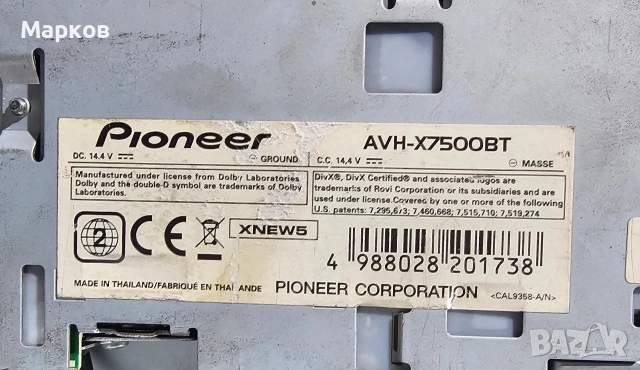 Марков
Pioneer
AVH-X7500BT
DC. 14.4 V
GROUND
C.C. 14,4 V
MASSE
Manufactured under license from Dolby Laboratories.
Dolby and the double-D symbol are trademarks of Dolby
Laboratories.
DivX®, DivX Certified® and associated logos are
trademarks of Rovi Corporation or its subsidiaries and are
used under license.Covered by one or more of the following
U.S. patents: 7,295,673; 7,460,668; 7,515,710; 7,519,274
2
CE
XNEW5
4 988028 201738
MADE IN THAILAND/FABRIQUÉ EN THAÏLANDE
PIONEER CORPORATION
<CAL9358-A/N>
bazar